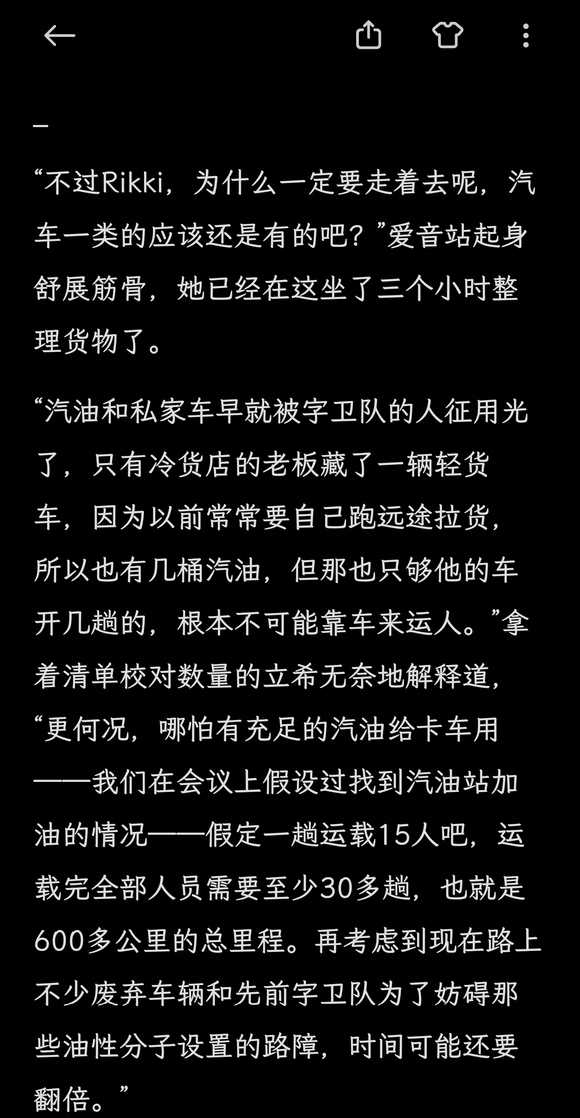 “不过Rikki，为什么一定要走着去呢，汽
车一类的应该还是有的吧？”爱音站起身
舒展筋骨，她已经在这坐了三个小时整
理货物了。
“汽油和私家车早就被字卫队的人征用光
了，只有冷货店的老板藏了一辆轻货
车，因为以前常常要自己跑远途拉货，
所以也有几桶汽油，但那也只够他的车
开几趟的，根本不可能靠车来运人。”拿
着清单校对数量的立希无奈地解释道，
“更何况，哪怕有充足的汽油给卡车用
——我们在会议上假设过找到汽油站加
油的情况——假定一趟运载15人吧，运
载完全部人员需要至少30多趟，也就是
600多公里的总里程。再考虑到现在路上
不少废弃车辆和先前字卫队为了妨碍那
些油性分子设置的路障，时间可能还要
翻倍。”